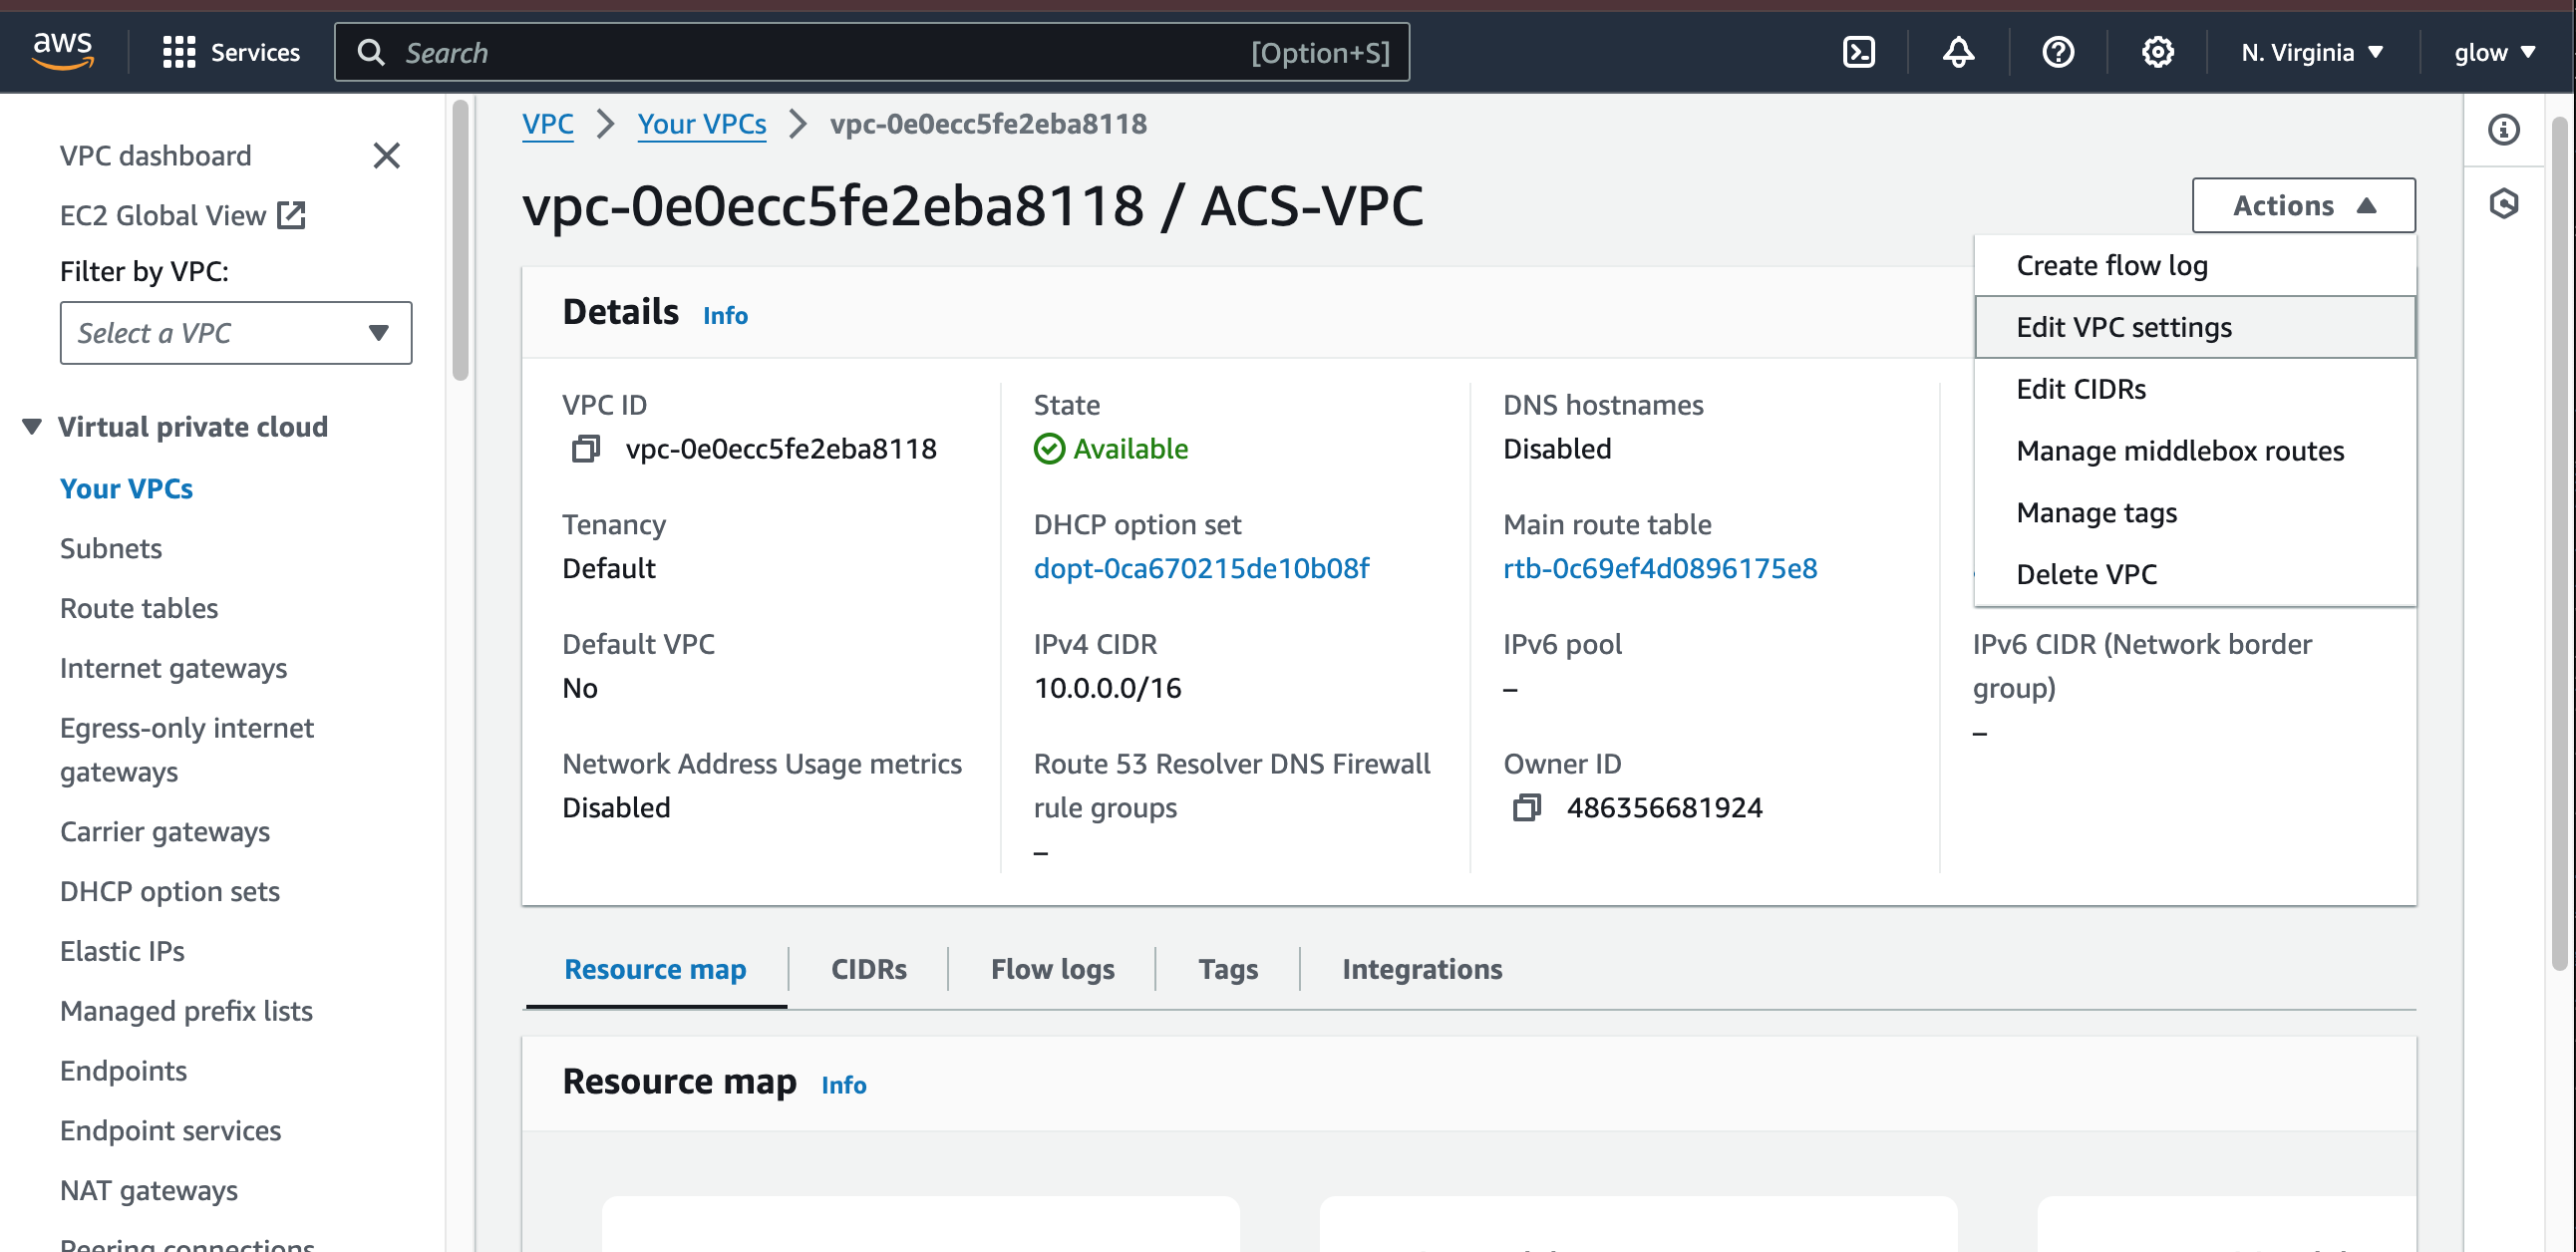 aws
Services
Search
[Option+S]
N. Virginia
glow
VPC dashboard
EC2 Global View
Filter by VPC:
Select a VPC
Virtual private cloud
Your VPCs
Subnets
Route tables
Internet gateways
Egress-only internet
gateways
Carrier gateways
DHCP option sets
Elastic IPs
Managed prefix lists
Endpoints
Endpoint services
NAT gateways
Peering connections
VPC
Your VPCs
vpc-0e0ecc5fe2eba8118
vpc-0e0ecc5fe2eba8118 / ACS-VPC
Actions
Create flow log
Edit VPC settings
Edit CIDRs
Manage middlebox routes
Manage tags
Delete VPC
Details Info
VPC ID
vpc-0e0ecc5fe2eba8118
State
Available
DNS hostnames
Disabled
Tenancy
Default
DHCP option set
dopt-0ca670215de10b08f
Main route table
rtb-0c69ef4d0896175e8
Default VPC
No
IPv4 CIDR
10.0.0.0/16
IPv6 pool
–
IPv6 CIDR (Network border
group)
–
Network Address Usage metrics
Disabled
Route 53 Resolver DNS Firewall
rule groups
–
Owner ID
486356681924
Resource map
CIDRs
Flow logs
Tags
Integrations
Resource map Info